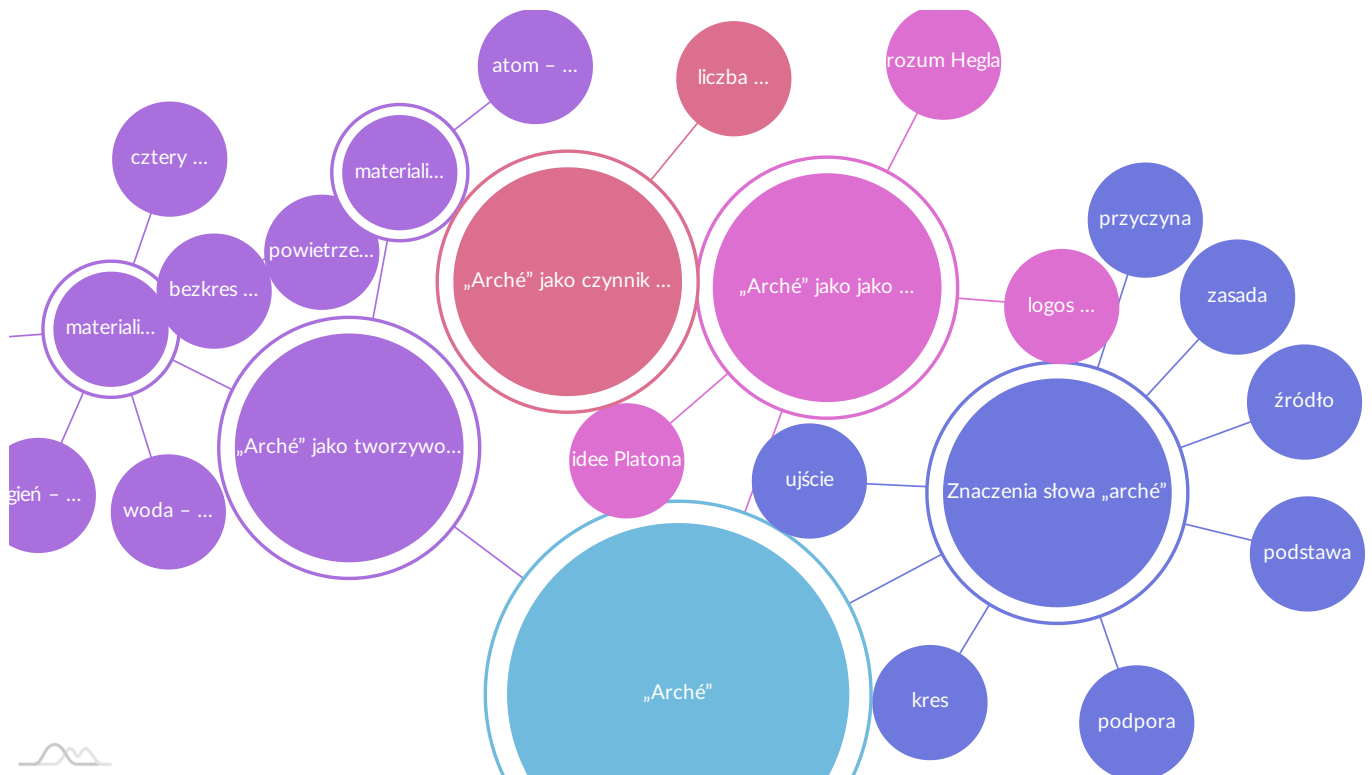 rozum Hegla
atom – ...
liczba ...
cztery ...
materiali...
przyczyna
powietrze...
„Arché” jako czynnik ...
„Arché” jako jako ...
bezkres ...
zasada
logos ...
materiali...
źródło
„Arché” jako tworzywo...
idee Platona
ujście
Znaczenia słowa „arché”
gień – ...
woda – ...
podstawa
„Arché”
kres
podpora